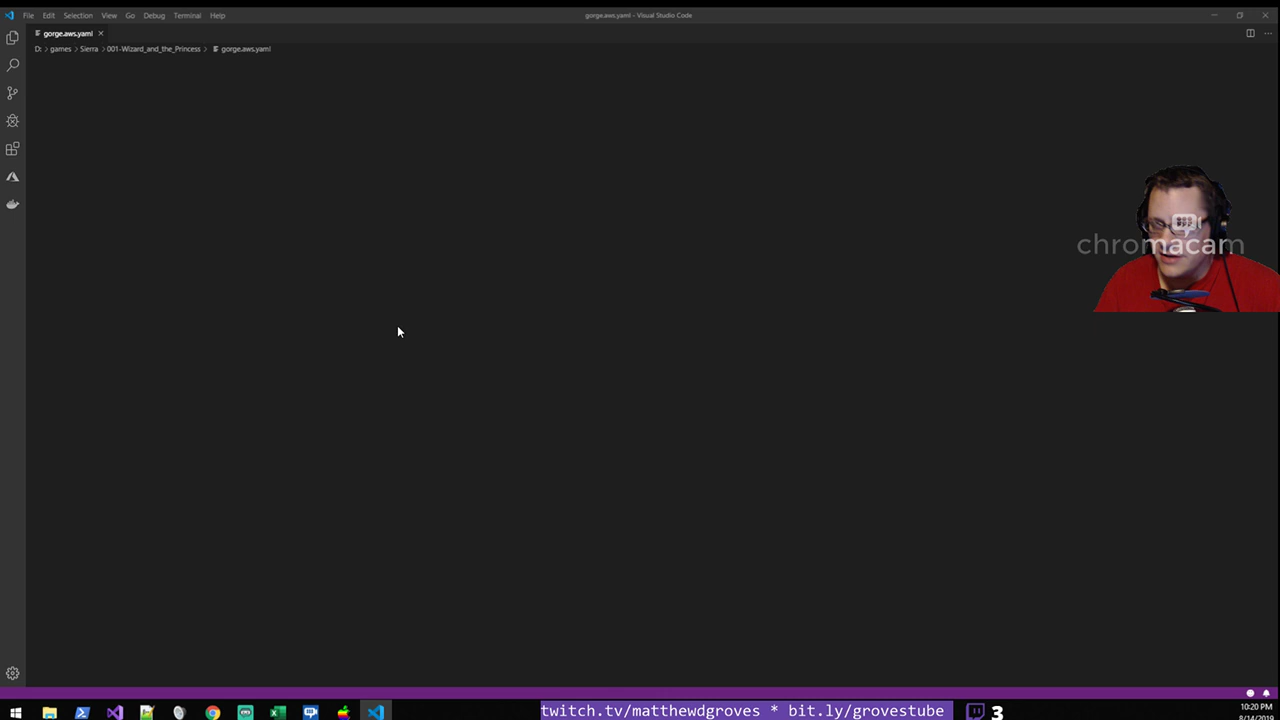 File Edit Selection View Go Debug Terminal Help
gorge.aws.yaml - Visual Studio Code
gorge.aws.yaml
D: > games > Sierra > 001-Wizard_and_the_Princess > gorge.aws.yaml
chromacam
10:20 PM
twitch.tv/matthewdgroves * bit.ly/grovestube 3